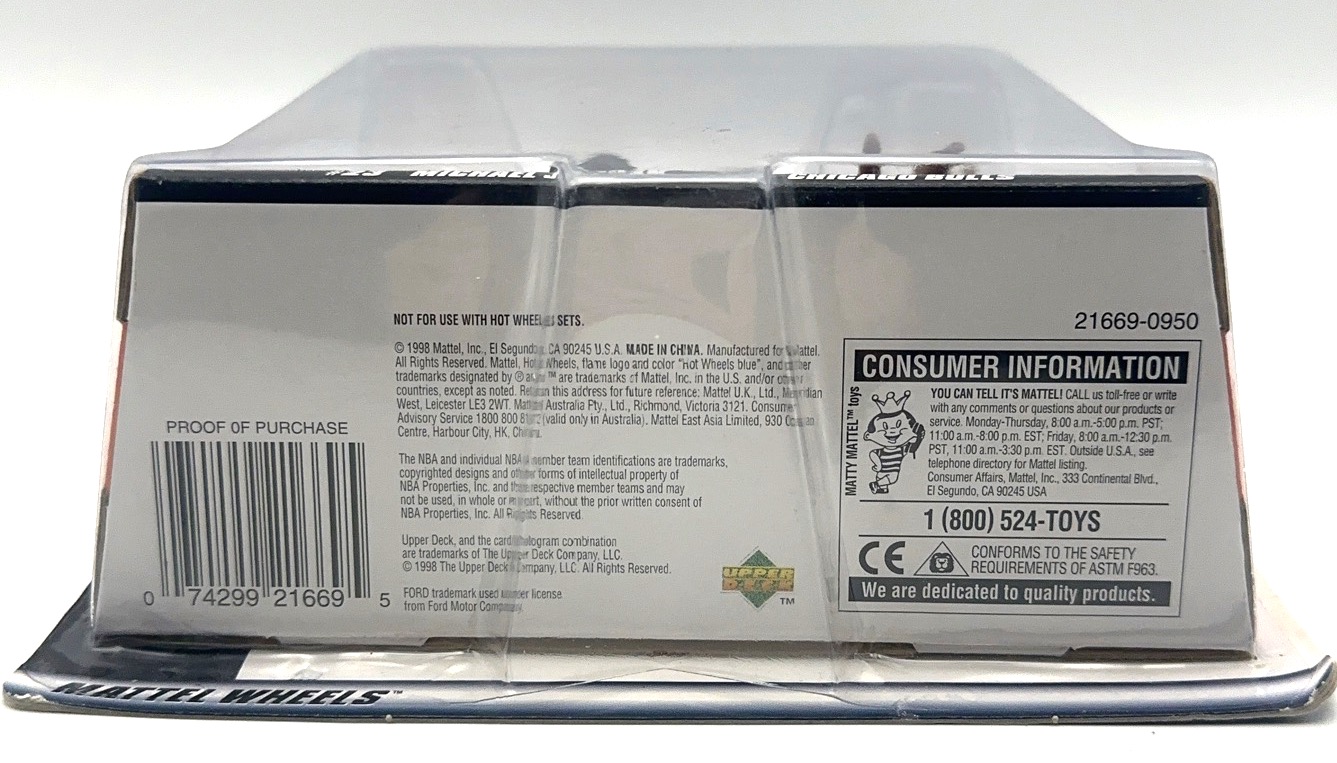 #23 MICHAEL J
CHICAGO BULLS
NOT FOR USE WITH HOT WHEELS SETS.
© 1998 Mattel, Inc., El Segundo, CA 90245 U.S.A. MADE IN CHINA. Manufactured for Mattel.
All Rights Reserved. Mattel, Hot Wheels, flame logo and color "Hot Wheels blue", and other
trademarks designated by ® and ™ are trademarks of Mattel, Inc. in the U.S. and/or other
countries, except as noted. Retain this address for future reference: Mattel U.K., Ltd., Meridian
West, Leicester LE3 2WT. Mattel Australia Pty., Ltd., Richmond, Victoria 3121. Consumer
Advisory Service 1800 800 (valid only in Australia). Mattel East Asia Limited, 930 Ocean
Centre, Harbour City, HK, China.
The NBA and individual NBA member team identifications are trademarks,
copyrighted designs and other forms of intellectual property of
NBA Properties, Inc. and the respective member teams and may
not be used, in whole or in part, without the prior written consent of
NBA Properties, Inc. All Rights Reserved.
Upper Deck, and the card/hologram combination
are trademarks of The Upper Deck Company, LLC.
© 1998 The Upper Deck Company, LLC. All Rights Reserved.
FORD trademark used under license
from Ford Motor Company
PROOF OF PURCHASE
0 74299 21669 5
UPPER
DECK
TM
21669-0950
CONSUMER INFORMATION
MATTY MATTEL™ toys
YOU CAN TELL IT'S MATTEL! CALL us toll-free or write
with any comments or questions about our products or
service. Monday-Thursday, 8:00 a.m.-5:00 p.m. PST;
11:00 a.m.-8:00 p.m. EST; Friday, 8:00 a.m.-12:30 p.m.
PST, 11:00 a.m.-3:30 p.m. EST. Outside U.S.A., see
telephone directory for Mattel listing.
Consumer Affairs, Mattel, Inc., 333 Continental Blvd.,
El Segundo, CA 90245 USA
1 (800) 524-TOYS
CE
CONFORMS TO THE SAFETY
REQUIREMENTS OF ASTM F963.
We are dedicated to quality products.
MATTEL WHEELS™